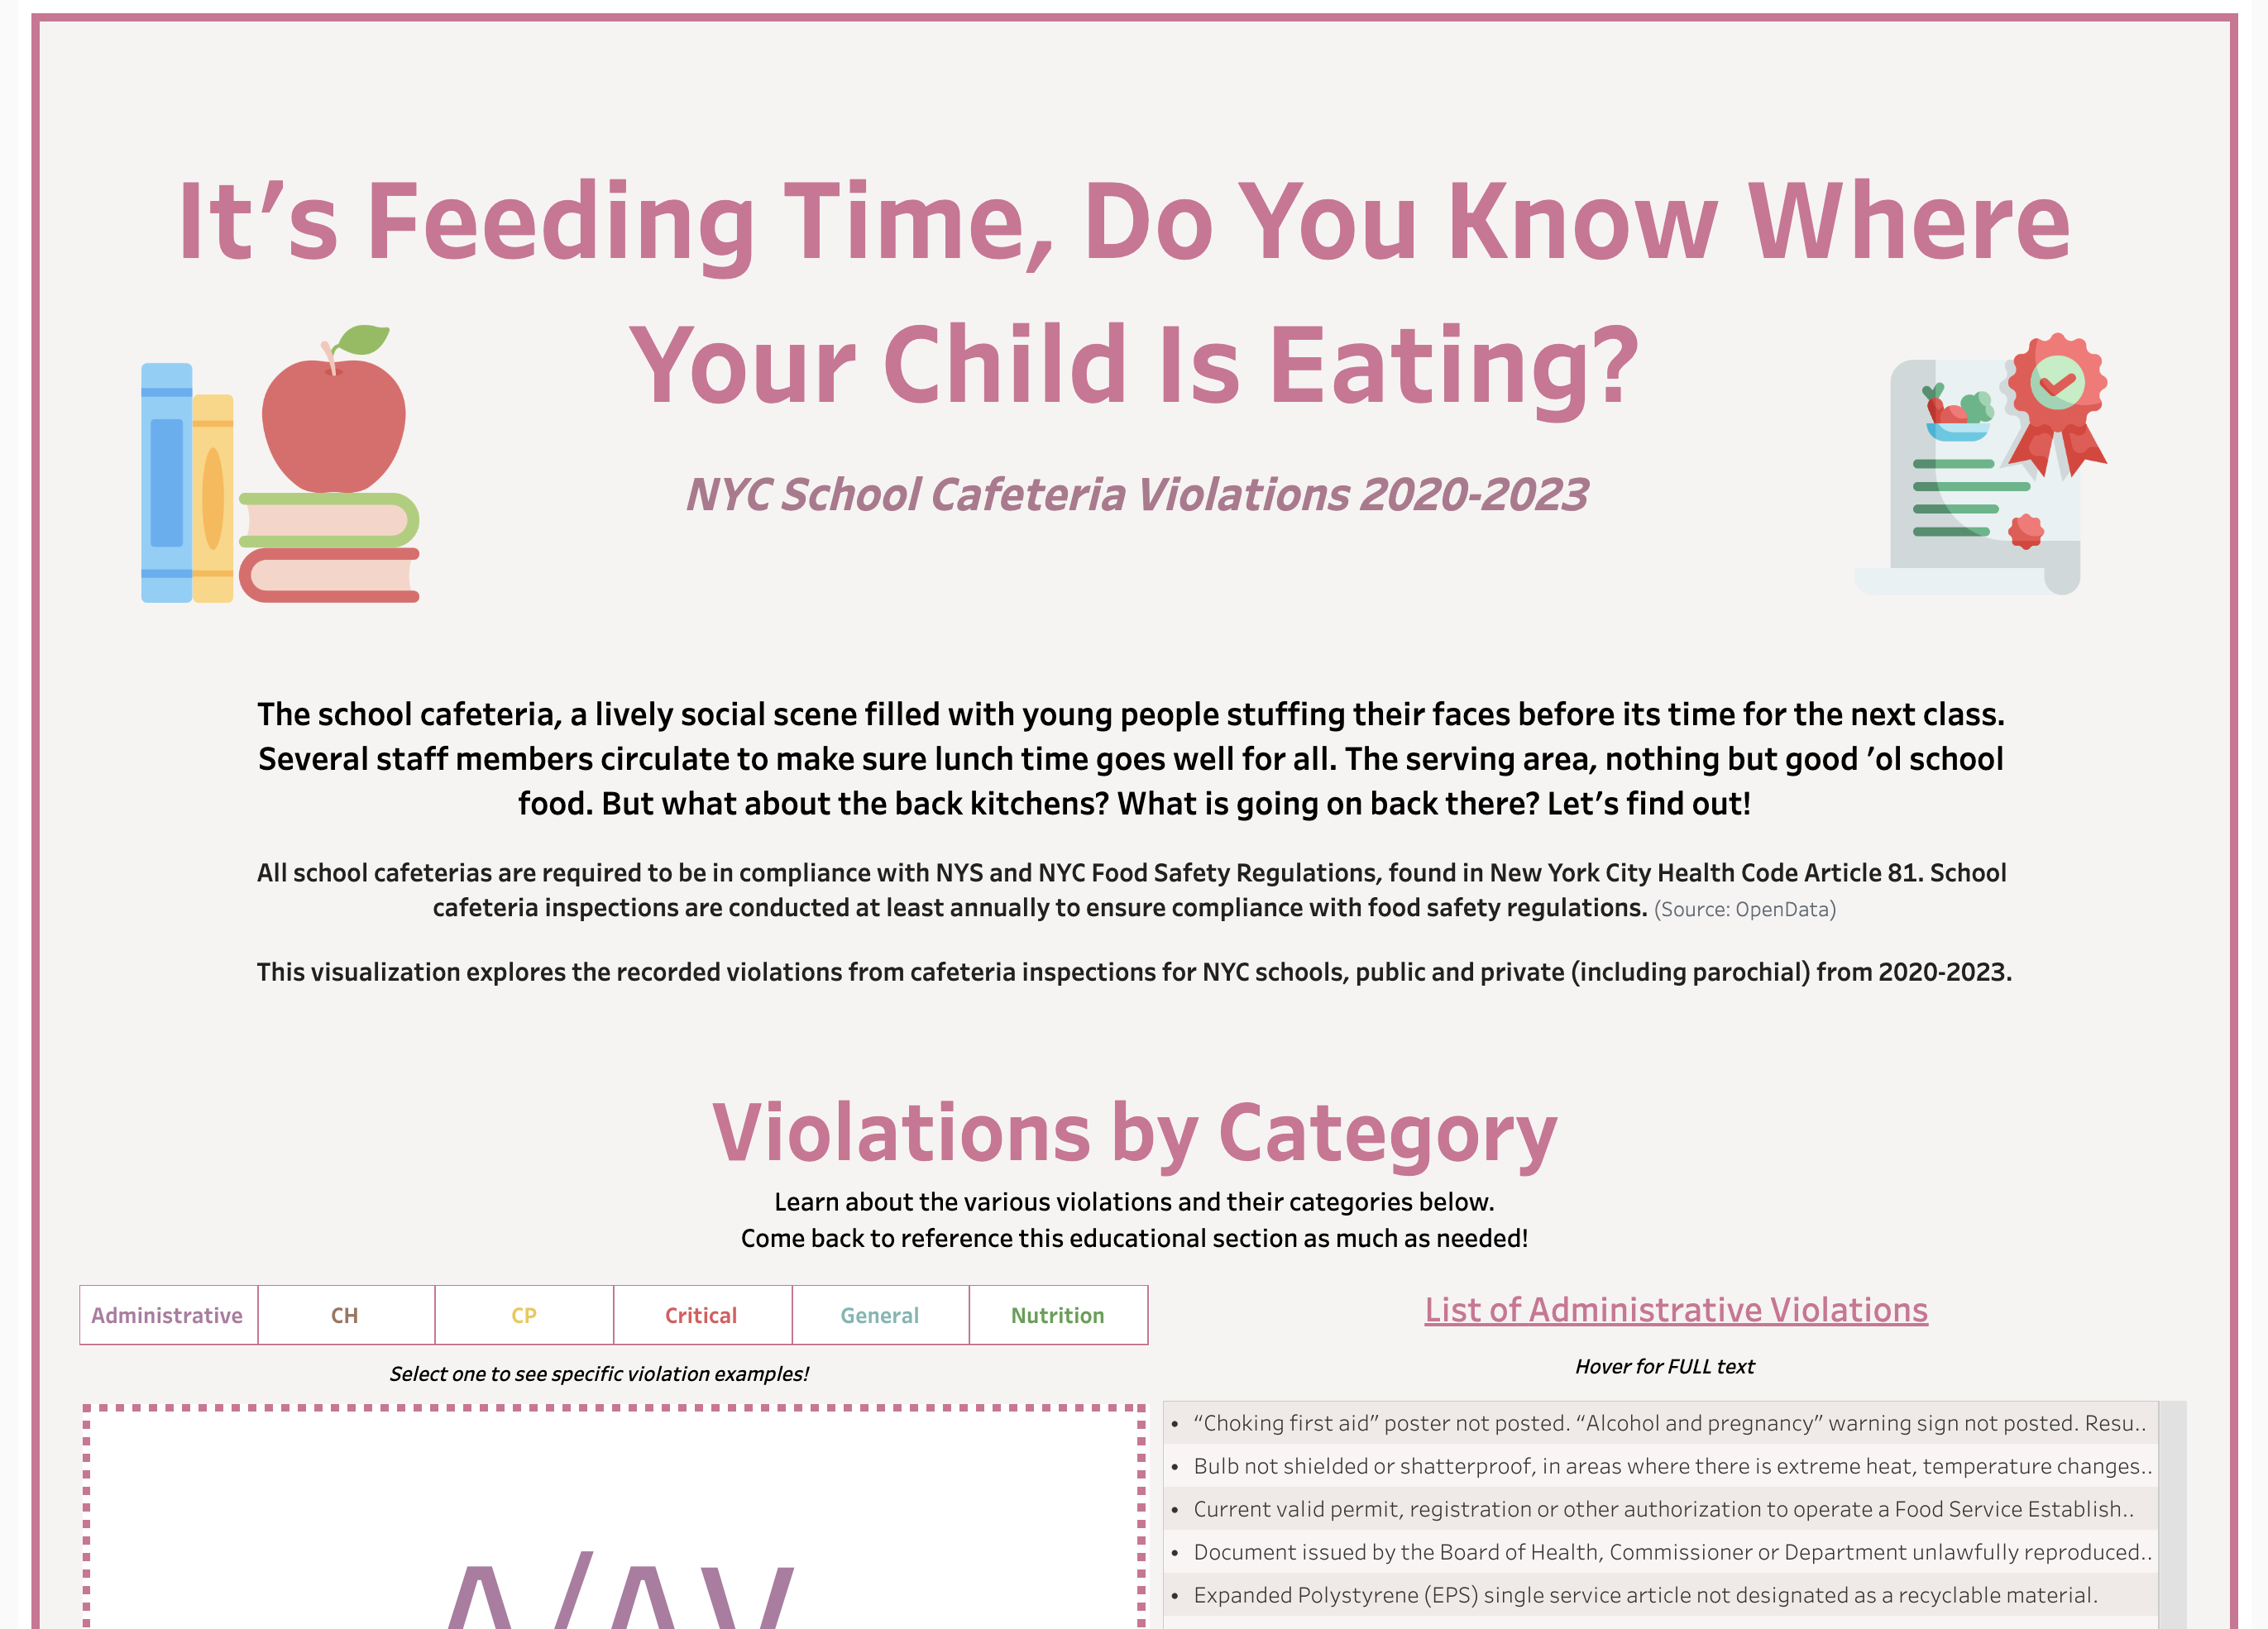 It’s Feeding Time, Do You Know Where
Your Child Is Eating?
NYC School Cafeteria Violations 2020-2023
The school cafeteria, a lively social scene filled with young people stuffing their faces before its time for the next class.
Several staff members circulate to make sure lunch time goes well for all. The serving area, nothing but good ’ol school
food. But what about the back kitchens? What is going on back there? Let’s find out!
All school cafeterias are required to be in compliance with NYS and NYC Food Safety Regulations, found in New York City Health Code Article 81. School
cafeteria inspections are conducted at least annually to ensure compliance with food safety regulations. (Source: OpenData)
This visualization explores the recorded violations from cafeteria inspections for NYC schools, public and private (including parochial) from 2020-2023.
Violations by Category
Learn about the various violations and their categories below.
Come back to reference this educational section as much as needed!
Administrative CH CP Critical General Nutrition
Select one to see specific violation examples!
A/AV
List of Administrative Violations
Hover for FULL text
• “Choking first aid” poster not posted. “Alcohol and pregnancy” warning sign not posted. Resu..
• Bulb not shielded or shatterproof, in areas where there is extreme heat, temperature changes..
• Current valid permit, registration or other authorization to operate a Food Service Establish..
• Document issued by the Board of Health, Commissioner or Department unlawfully reproduced..
• Expanded Polystyrene (EPS) single service article not designated as a recyclable material.